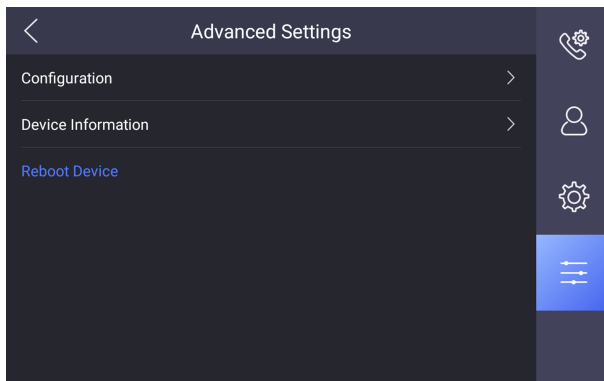 Advanced Settings
Configuration
Device Information
Reboot Device